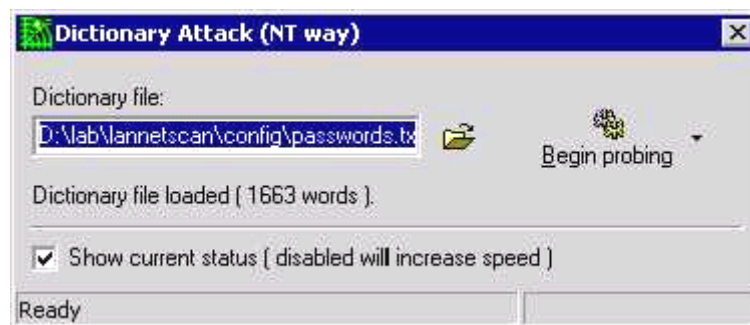 Dictionary Attack (NT way)
Dictionary file:
D:\lab\lannetscan\config\passwords.tx
Begin probing
Dictionary file loaded ( 1663 words ).
Show current status ( disabled will increase speed )
Ready